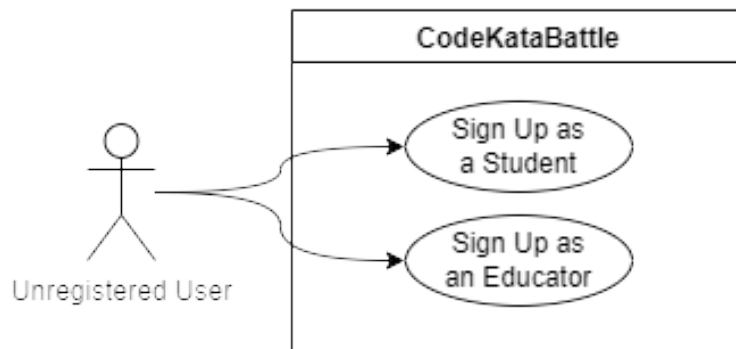 CodeKataBattle
Sign Up as
a Student
Sign Up as
an Educator
Unregistered User